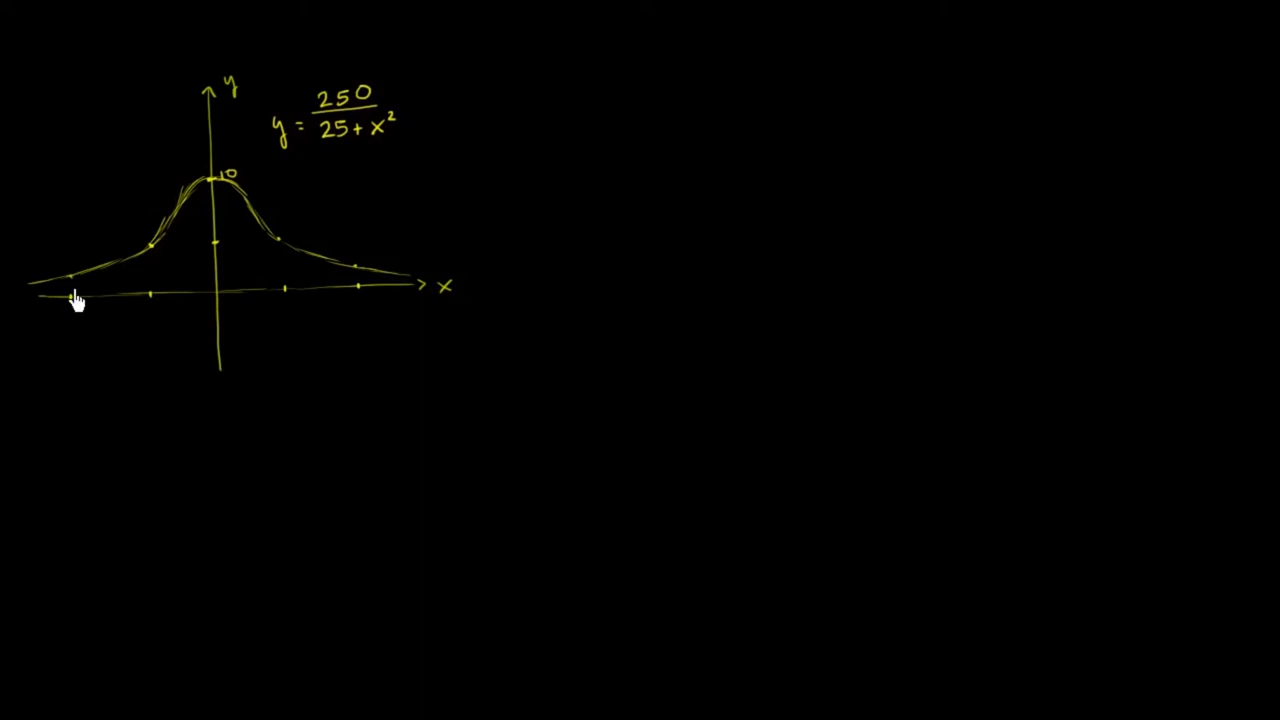 y
y = 250/(25 + x²)
10
x